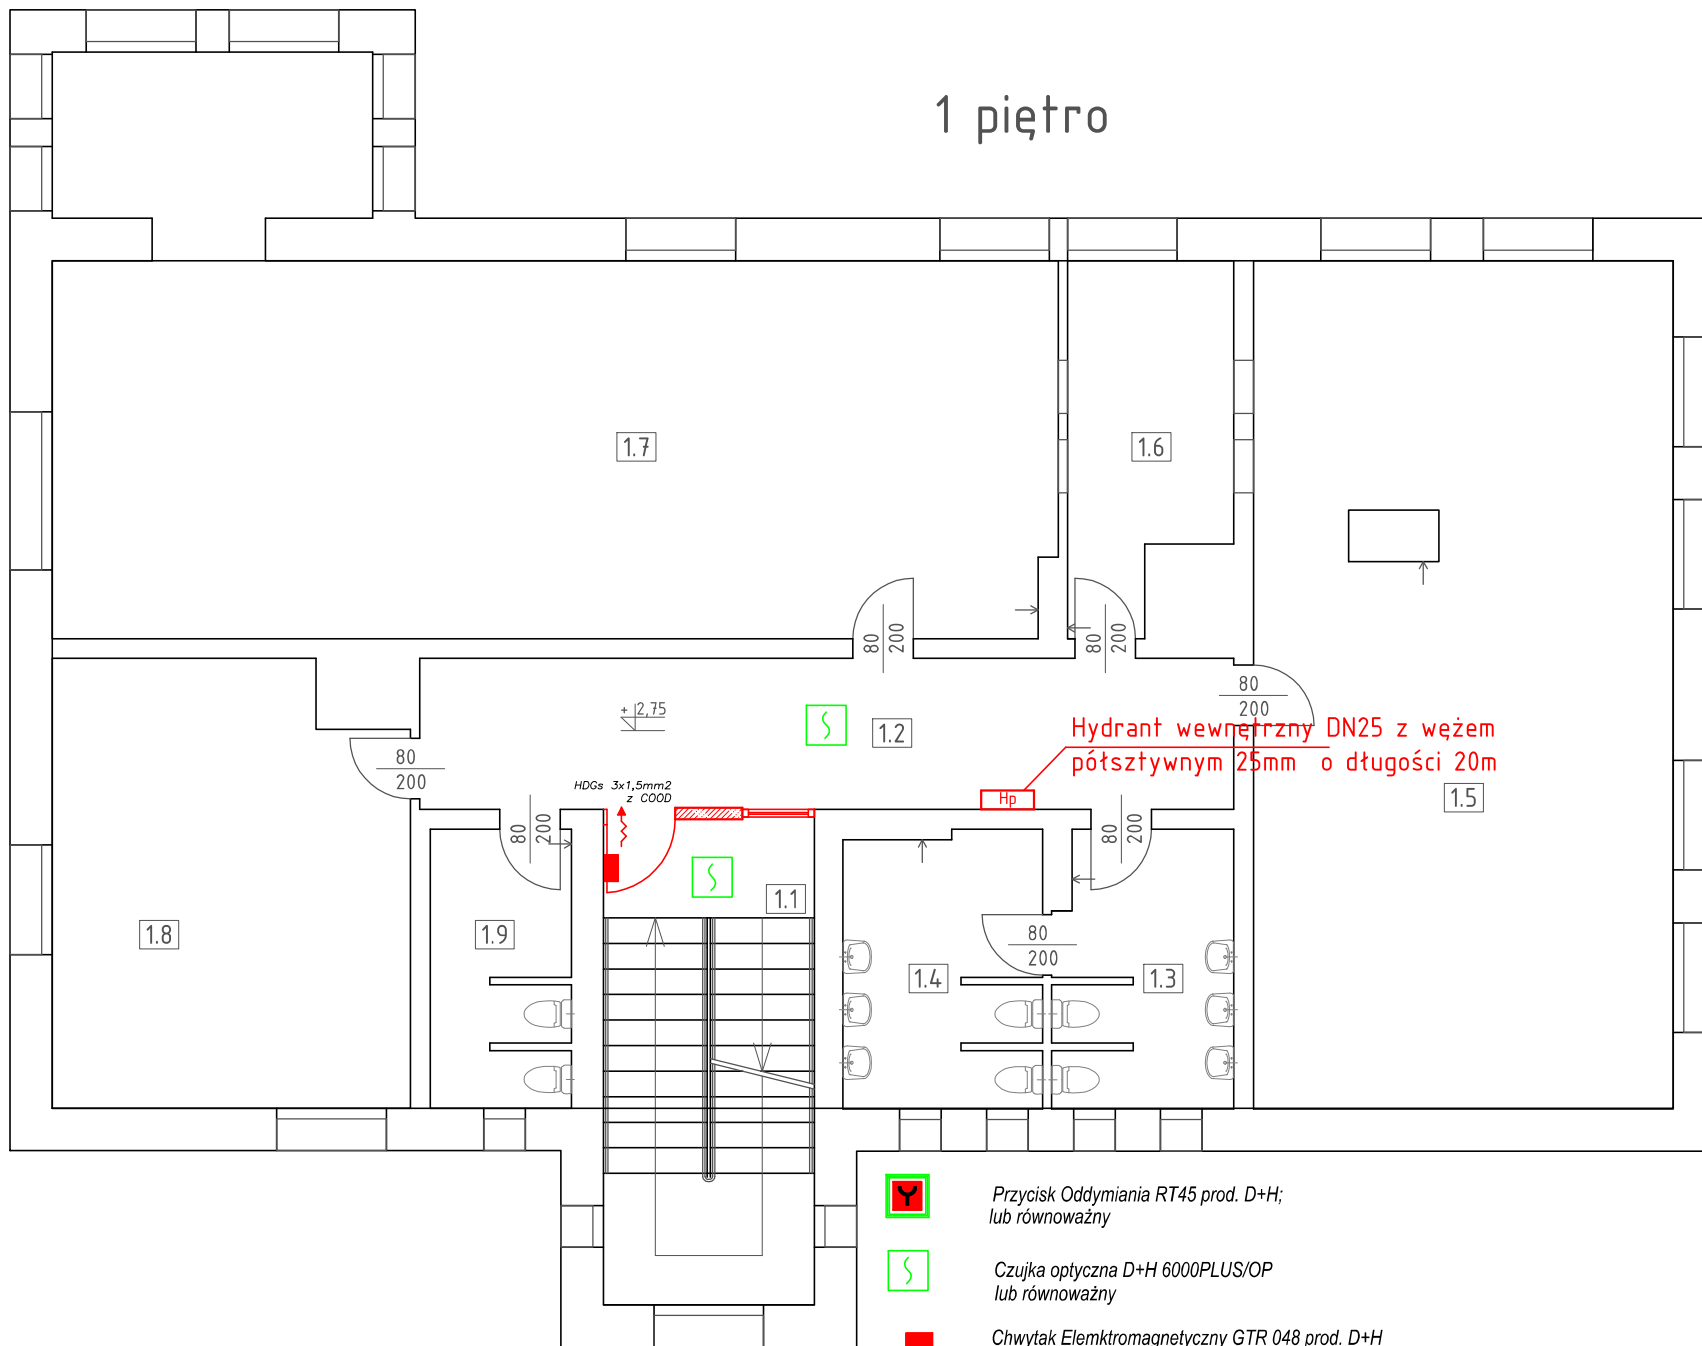 1 piętro
1.7
1.6
80
200
80
200
80
200
+ 2,75
1.2
Hydrant wewnętrzny DN25 z wężem
półsztywnym 25mm o długości 20m
80
200
HDGs 3x1,5mm2
z COOD
Hp
1.5
80
200
80
200
1.1
1.8
1.9
80
200
1.4
1.3
Przycisk Oddymiania RT45 prod. D+H;
lub równoważny
Czujka optyczna D+H 6000PLUS/OP
lub równoważny
Chwytak Elemktromagnetyczny GTR 048 prod. D+H